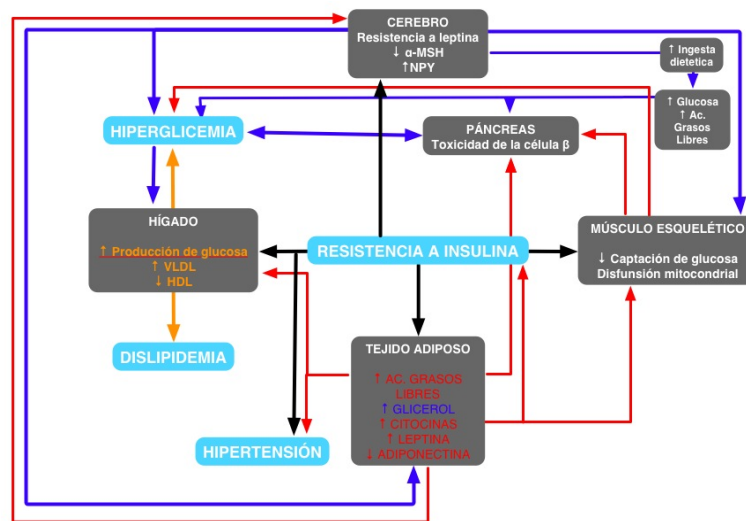 CEREBRO
Resistencia a leptina
↓ α-MSH
↑NPY
↑ Ingesta
dietetica
↑ Glucosa
↑ Ac.
Grasos
Libres
HIPERGLICEMIA
PÁNCREAS
Toxicidad de la célula β
HÍGADO
↑ Producción de glucosa
↑ VLDL
↓ HDL
RESISTENCIA A INSULINA
MÚSCULO ESQUELÉTICO
↓ Captación de glucosa
Disfunsión mitocondrial
DISLIPIDEMIA
TEJIDO ADIPOSO
↑ AC. GRASOS
LIBRES
↑ GLICEROL
↑ CITOCINAS
↑ LEPTINA
↓ ADIPONECTINA
HIPERTENSIÓN